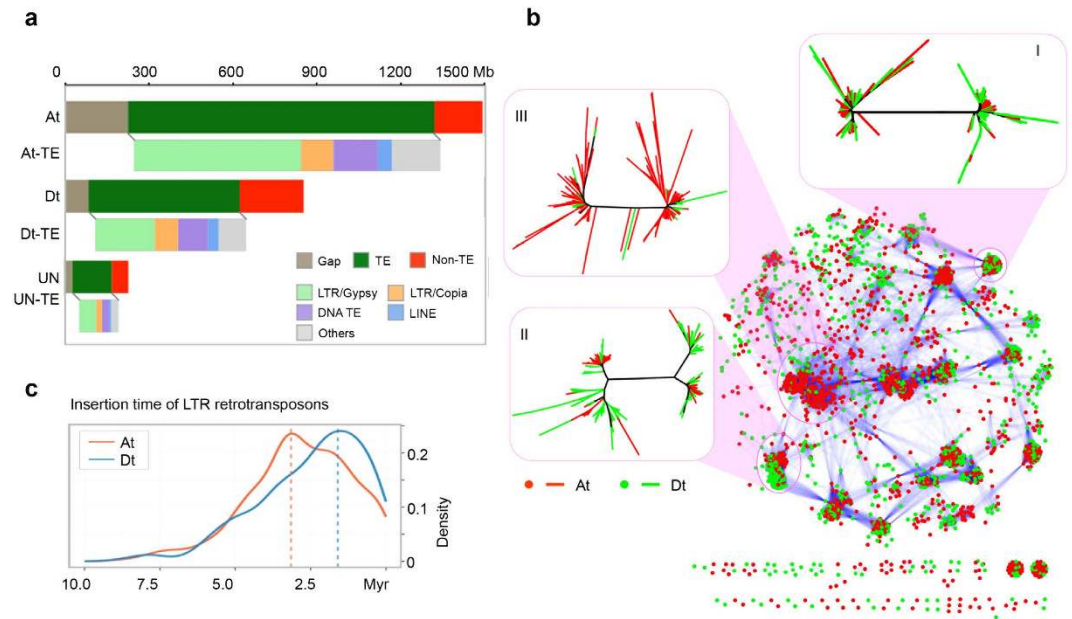 a
0 300 600 900 1200 1500 Mb
At
At-TE
Dt
Dt-TE
UN
UN-TE
Gap TE Non-TE
LTR/Gypsy LTR/Copia
DNA TE LINE
Others
b
I
III
II
At Dt
c
Insertion time of LTR retrotransposons
At
Dt
0.2
0.1
0
Density
10.0 7.5 5.0 2.5 Myr